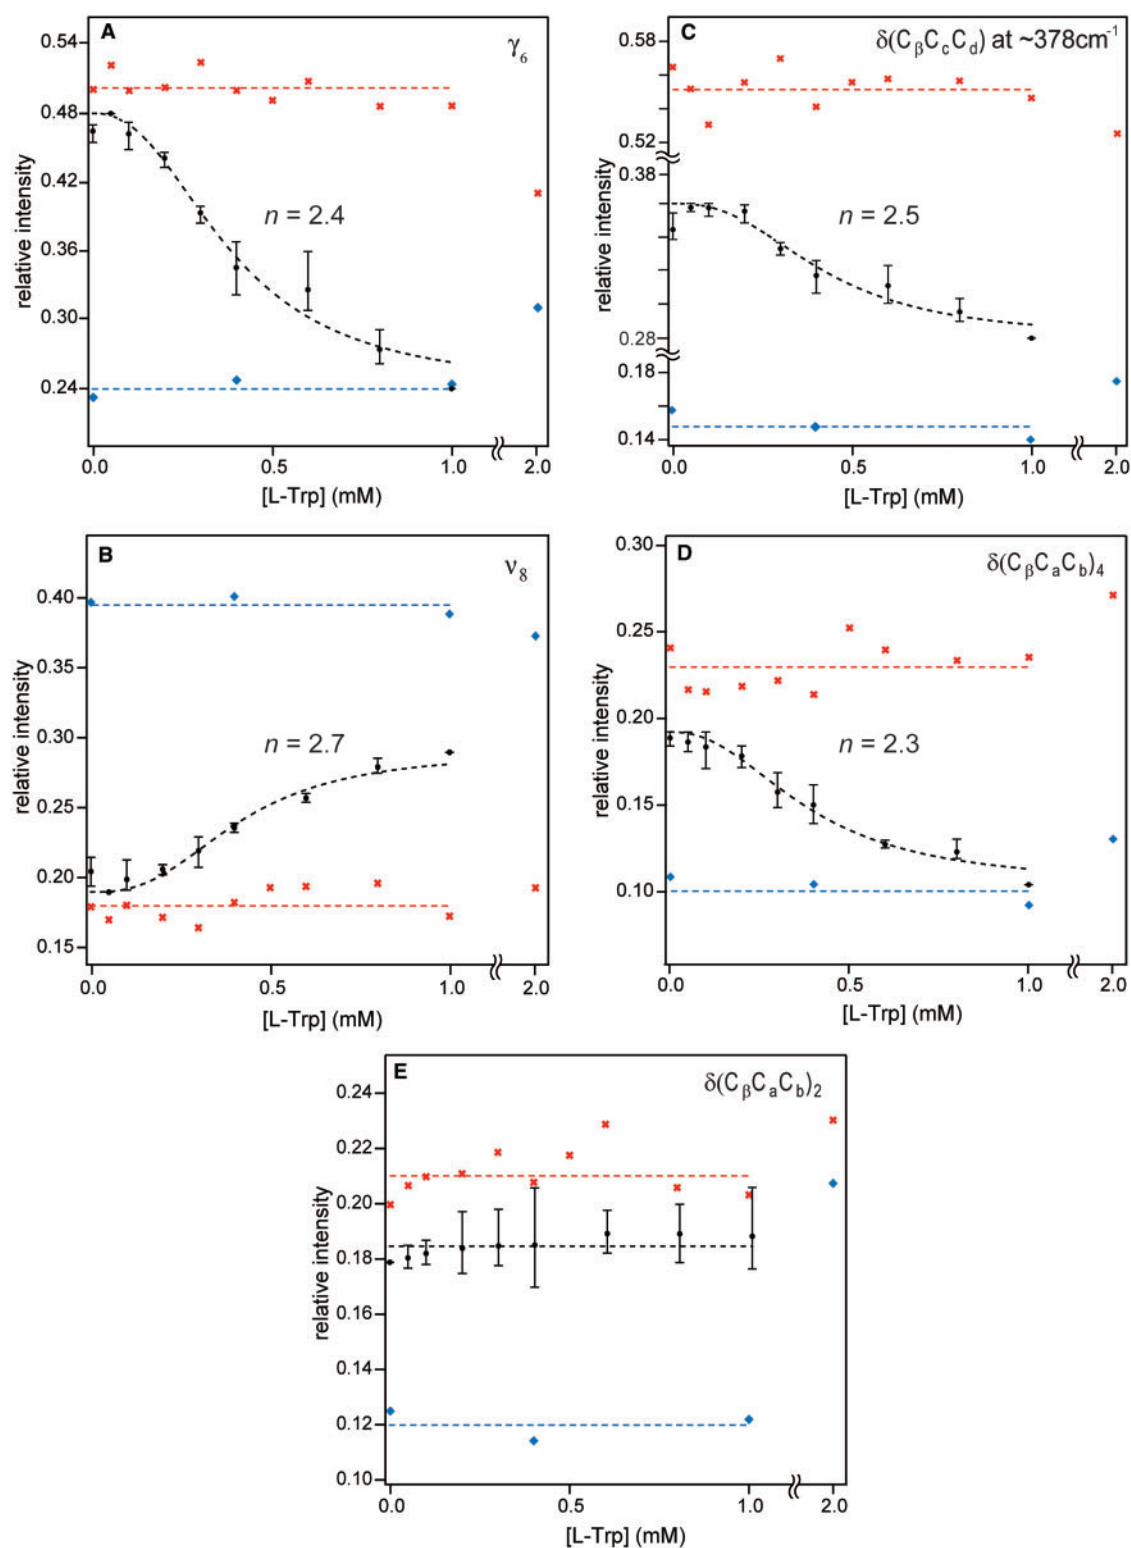 A
γ6
0.54
0.48
0.42
0.36
0.30
0.24
relative intensity
n = 2.4
0.0
0.5
1.0
2.0
[L-Trp] (mM)
C
δ(CβCcCd) at ~378cm-1
0.58
0.52
0.38
0.28
0.18
0.14
relative intensity
n = 2.5
0.0
0.5
1.0
2.0
[L-Trp] (mM)
B
ν8
0.40
0.35
0.30
0.25
0.20
0.15
relative intensity
n = 2.7
0.0
0.5
1.0
2.0
[L-Trp] (mM)
D
δ(CβCaCb)4
0.30
0.25
0.20
0.15
0.10
relative intensity
n = 2.3
0.0
0.5
1.0
2.0
[L-Trp] (mM)
E
δ(CβCaCb)2
0.24
0.22
0.20
0.18
0.16
0.14
0.12
0.10
relative intensity
0.0
0.5
1.0
2.0
[L-Trp] (mM)